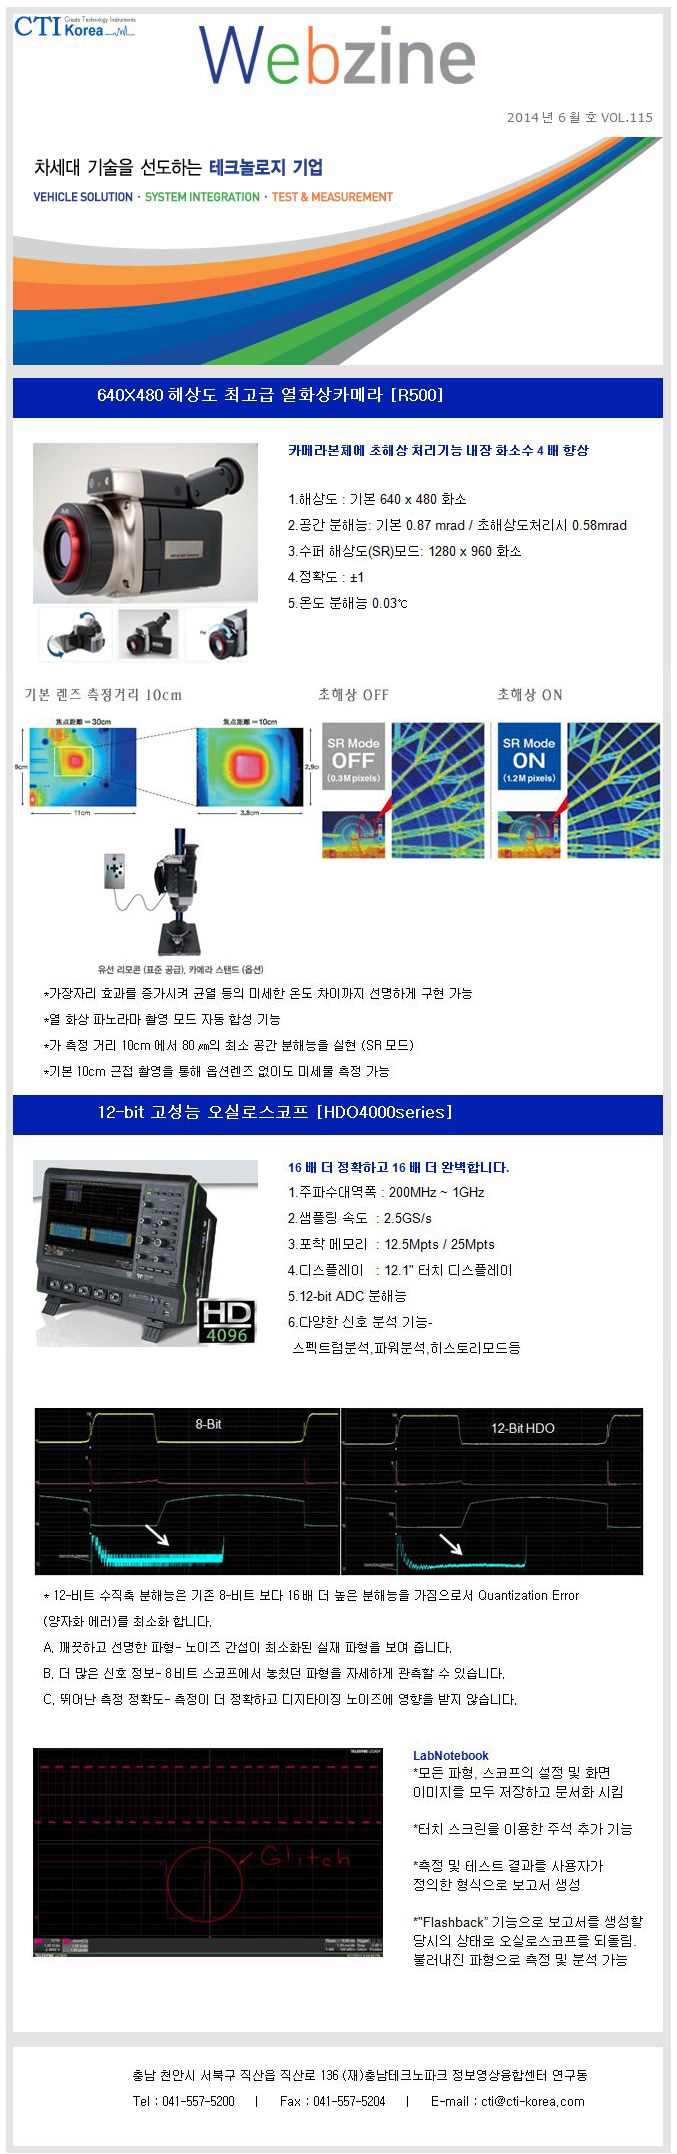 CTI Create Technology Instruments
Korea
Webzine
2014 년 6 월 호 VOL.115
차세대 기술을 선도하는 테크놀로지 기업
VEHICLE SOLUTION · SYSTEM INTEGRATION · TEST & MEASUREMENT
640X480 해상도 최고급 열화상카메라 [R500]
카메라본체에 초해상 처리기능 내장 화소수 4 배 향상
1.해상도 : 기본 640 x 480 화소
2.공간 분해능: 기본 0.87 mrad / 초해상도처리시 0.58mrad
3.수퍼 해상도(SR)모드: 1280 x 960 화소
4.정확도 : ±1
5.온도 분해능 0.03℃
기본 렌즈 측정거리 10cm
초해상 OFF
초해상 ON
焦点距離 = 30cm
焦点距離 = 10cm
9cm
11cm
2.9cm
3.8cm
SR Mode
OFF
(0.3M pixels)
SR Mode
ON
(1.2M pixels)
유선 리모콘 (표준 공급), 카메라 스탠드 (옵션)
*가장자리 효과를 증가시켜 균열 등의 미세한 온도 차이까지 선명하게 구현 가능
*열 화상 파노라마 촬영 모드 자동 합성 기능
*가 측정 거리 10cm 에서 80 ㎛의 최소 공간 분해능을 실현 (SR 모드)
*기본 10cm 근접 촬영을 통해 옵션렌즈 없이도 미세물 측정 가능
12-bit 고성능 오실로스코프 [HDO4000series]
16 배 더 정확하고 16 배 더 완벽합니다.
1.주파수대역폭 : 200MHz ~ 1GHz
2.샘플링 속도 : 2.5GS/s
3.포착 메모리 : 12.5Mpts / 25Mpts
4.디스플레이 : 12.1" 터치 디스플레이
5.12-bit ADC 분해능
6.다양한 신호 분석 기능-
스펙트럼분석,파워분석,히스토리모드등
HD
4096
8-Bit
12-Bit HDO
* 12-비트 수직축 분해능은 기존 8-비트 보다 16 배 더 높은 분해능을 가짐으로서 Quantization Error
(양자화 에러)를 최소화 합니다.
A. 깨끗하고 선명한 파형- 노이즈 간섭이 최소화된 실재 파형을 보여 줍니다.
B. 더 많은 신호 정보- 8 비트 스코프에서 놓쳤던 파형을 자세하게 관측할 수 있습니다.
C. 뛰어난 측정 정확도- 측정이 더 정확하고 디지타이징 노이즈에 영향을 받지 않습니다.
TELEDYNE LECROY
Glitch
LabNotebook
*모든 파형, 스코프의 설정 및 화면
이미지를 모두 저장하고 문서화 시킴
*터치 스크린을 이용한 주석 추가 기능
*측정 및 테스트 결과를 사용자가
정의한 형식으로 보고서 생성
*"Flashback” 기능으로 보고서를 생성할
당시의 상태로 오실로스코프를 되돌림.
불러내진 파형으로 측정 및 분석 가능
충남 천안시 서북구 직산읍 직산로 136 (재)충남테크노파크 정보영상융합센터 연구동
Tel : 041-557-5200 | Fax : 041-557-5204 | E-mail : cti@cti-korea.com